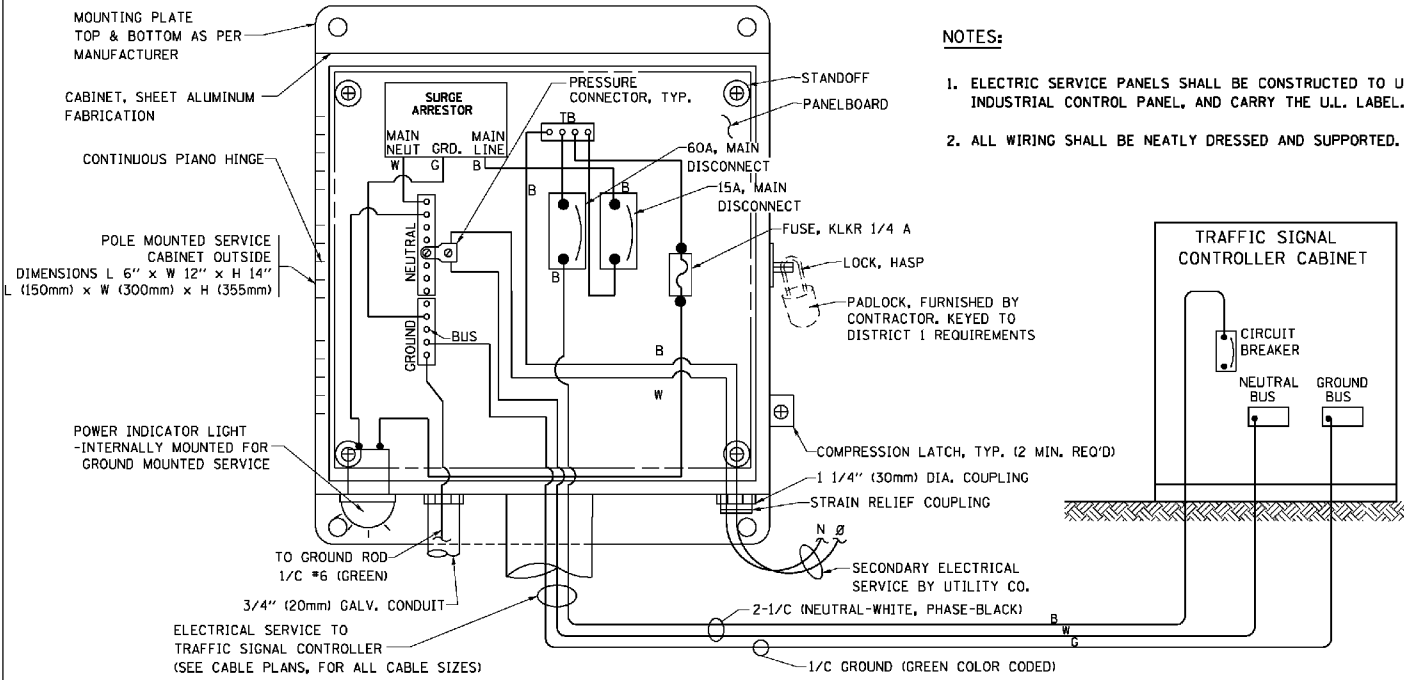 MOUNTING PLATE
TOP & BOTTOM AS PER
MANUFACTURER
CABINET, SHEET ALUMINUM
FABRICATION
CONTINUOUS PIANO HINGE
POLE MOUNTED SERVICE
CABINET OUTSIDE
DIMENSIONS L 6" x W 12" x H 14"
L (150mm) x W (300mm) x H (355mm)
POWER INDICATOR LIGHT
-INTERNALLY MOUNTED FOR
GROUND MOUNTED SERVICE
SURGE
ARRESTOR
MAIN
NEUT
GRD.
MAIN
LINE
W
G
B
PRESSURE
CONNECTOR, TYP.
TB
STANDOFF
PANELBOARD
60A, MAIN
DISCONNECT
15A, MAIN
DISCONNECT
B
B
B
FUSE, KLKR 1/4 A
LOCK, HASP
PADLOCK, FURNISHED BY
CONTRACTOR. KEYED TO
DISTRICT 1 REQUIREMENTS
NEUTRAL
GROUND
BUS
B
W
COMPRESSION LATCH, TYP. (2 MIN. REQ'D)
1 1/4" (30mm) DIA. COUPLING
STRAIN RELIEF COUPLING
N Ø
SECONDARY ELECTRICAL
SERVICE BY UTILITY CO.
TO GROUND ROD
1/C #6 (GREEN)
3/4" (20mm) GALV. CONDUIT
ELECTRICAL SERVICE TO
TRAFFIC SIGNAL CONTROLLER
(SEE CABLE PLANS, FOR ALL CABLE SIZES)
2-1/C (NEUTRAL-WHITE, PHASE-BLACK)
B
W
G
1/C GROUND (GREEN COLOR CODED)
NOTES:
1. ELECTRIC SERVICE PANELS SHALL BE CONSTRUCTED TO U
INDUSTRIAL CONTROL PANEL, AND CARRY THE U.L. LABEL.
2. ALL WIRING SHALL BE NEATLY DRESSED AND SUPPORTED.
TRAFFIC SIGNAL
CONTROLLER CABINET
CIRCUIT
BREAKER
NEUTRAL
BUS
GROUND
BUS